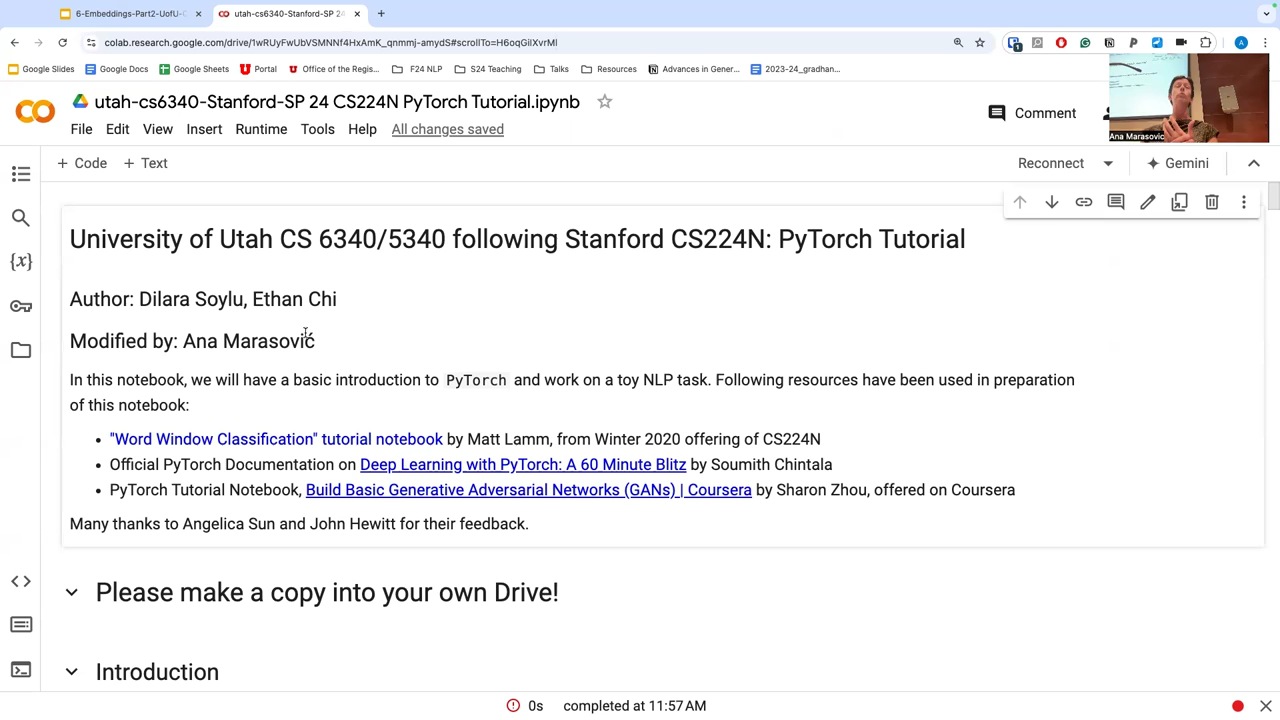 6-Embeddings-Part2-UofU-C
utah-cs6340-Stanford-SP 24
colab.research.google.com/drive/1wRUyFwUbVSMNNf4HxAmK_qnmmj-amydS#scrollTo=H6oqGilXvrMI
Google Slides Google Docs Google Sheets Portal Office of the Regis... 24 NLP S24 Teaching Talks Resources Advances in Gener... 2023-24_gradhan...
utah-cs6340-Stanford-SP 24 CS224N PyTorch Tutorial.ipynb
Comment
Ana Marasovic
File Edit View Insert Runtime Tools Help All changes saved
+ Code + Text Reconnect Gemini
University of Utah CS 6340/5340 following Stanford CS224N: PyTorch Tutorial
Author: Dilara Soylu, Ethan Chi
Modified by: Ana Marasović
In this notebook, we will have a basic introduction to PyTorch and work on a toy NLP task. Following resources have been used in preparation
of this notebook:
• "Word Window Classification" tutorial notebook by Matt Lamm, from Winter 2020 offering of CS224N
• Official PyTorch Documentation on Deep Learning with PyTorch: A 60 Minute Blitz by Soumith Chintala
• PyTorch Tutorial Notebook, Build Basic Generative Adversarial Networks (GANs) | Coursera by Sharon Zhou, offered on Coursera
Many thanks to Angelica Sun and John Hewitt for their feedback.
Please make a copy into your own Drive!
Introduction
0s completed at 11:57 AM